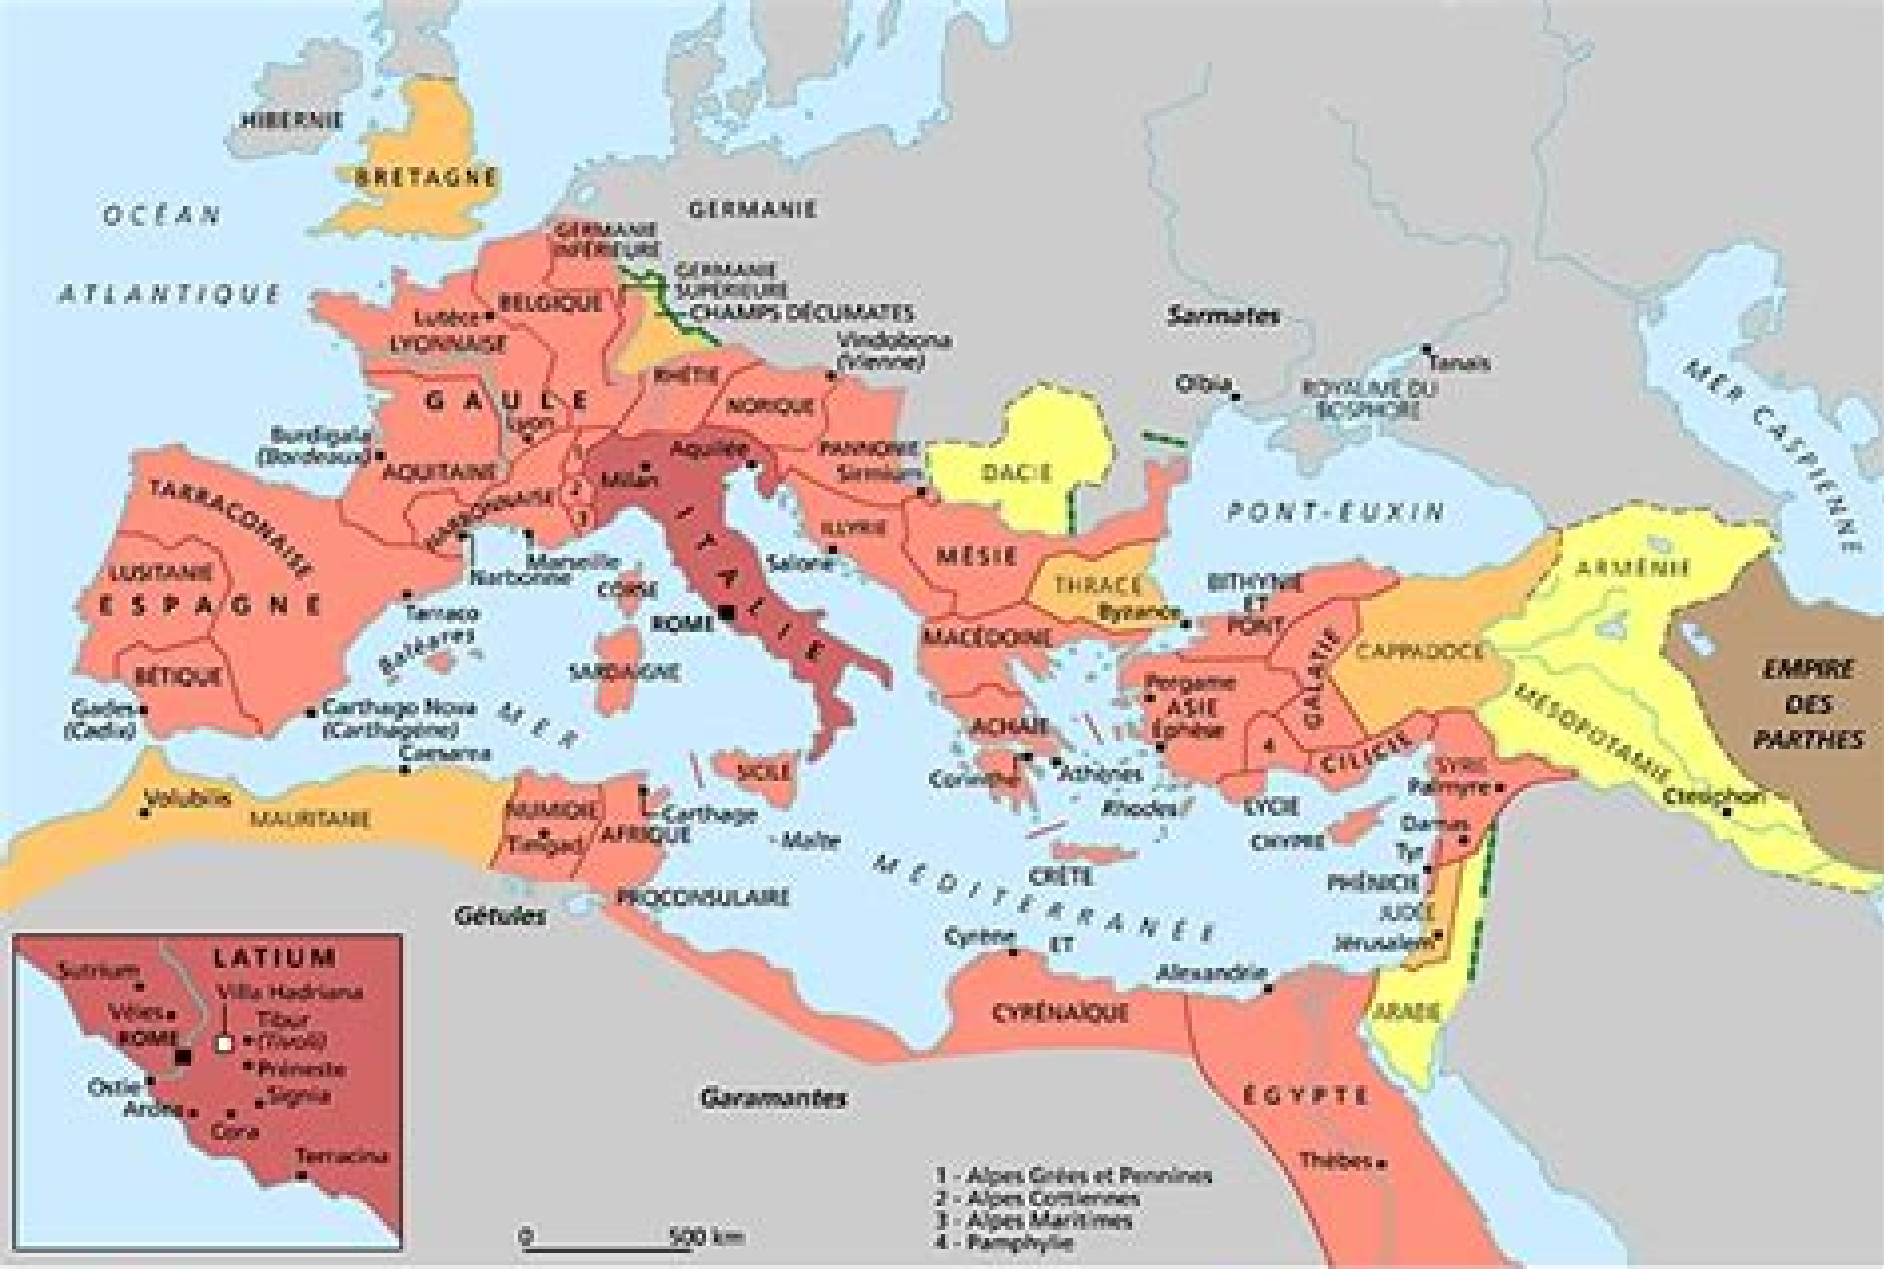 HIBERNIE
BRETAGNE
OCÉAN
ATLANTIQUE
GERMANIE
GERMANIE
INFÉRIEURE
GERMANIE
SUPÉRIEURE
CHAMPS DÉCUMATES
BELGIQUE
Lutèce
LYONNAISE
Vindobona
(Vienne)
RHÉTIE
NORIQUE
GAULE
Lyon
Burdigala
(Bordeaux)
AQUITAINE
NARBONNAISE
1
2
3
Milan
Aquilée
PANNONIE
Sirmium
DACIE
Sarmates
Olbia
Tanaïs
ROYAUME DU
BOSPHORE
MER CASPIENNE
PONT-EUXIN
TARRACONAISE
LUSITANIE
ESPAGNE
BÉTIQUE
Gades
(Cadix)
Carthago Nova
(Carthagène)
Tarraco
Baléares
Narbonne
Marseille
CORSE
SARDAIGNE
ITALIE
ROME
ILLYRIE
Salone
MÉSIE
THRACE
Byzance
MACÉDOINE
ACHAÏE
Corinthe
Athènes
BITHYNIE
ET
PONT
GALATIE
CAPPADOCE
ARMÉNIE
MÉSOPOTAMIE
EMPIRE
DES
PARTHES
Pergame
ASIE
Éphèse
4
CILICIE
LYCIE
Rhodes
CHYPRE
CRÈTE
SYRIE
Palmyre
Ctésiphon
Damas
Tyr
PHÉNICIE
JUDÉE
Jérusalem
ARABIE
Caesarea
Volubilis
MAURITANIE
NUMIDIE
Timgad
Carthage
AFRIQUE
PROCONSULAIRE
SICILE
Malte
Gétules
MER
MÉDITERRANÉE
Cyrène
ET
CYRÉNAÏQUE
Alexandrie
ÉGYPTE
Thèbes
Garamantes
LATIUM
Sutrium
Villa Hadriana
Véies
Tibur
(Tivoli)
ROME
Préneste
Ostie
Signia
Ardea
Cora
Terracina
0 500 km
1 - Alpes Grées et Pennines
2 - Alpes Cottiennes
3 - Alpes Maritimes
4 - Pamphylie